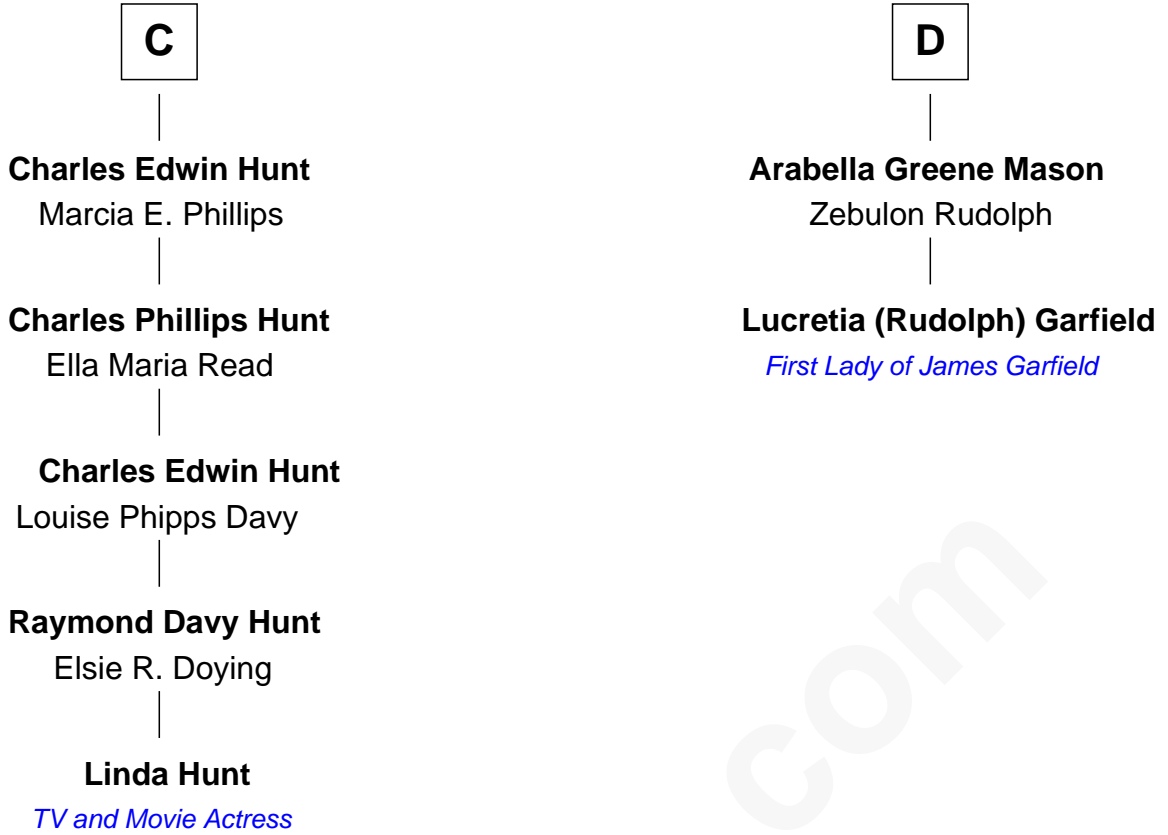 C
Charles Edwin Hunt
Marcia E. Phillips
Charles Phillips Hunt
Ella Maria Read
Charles Edwin Hunt
Louise Phipps Davy
Raymond Davy Hunt
Elsie R. Doying
Linda Hunt
TV and Movie Actress
D
Arabella Greene Mason
Zebulon Rudolph
Lucretia (Rudolph) Garfield
First Lady of James Garfield
com